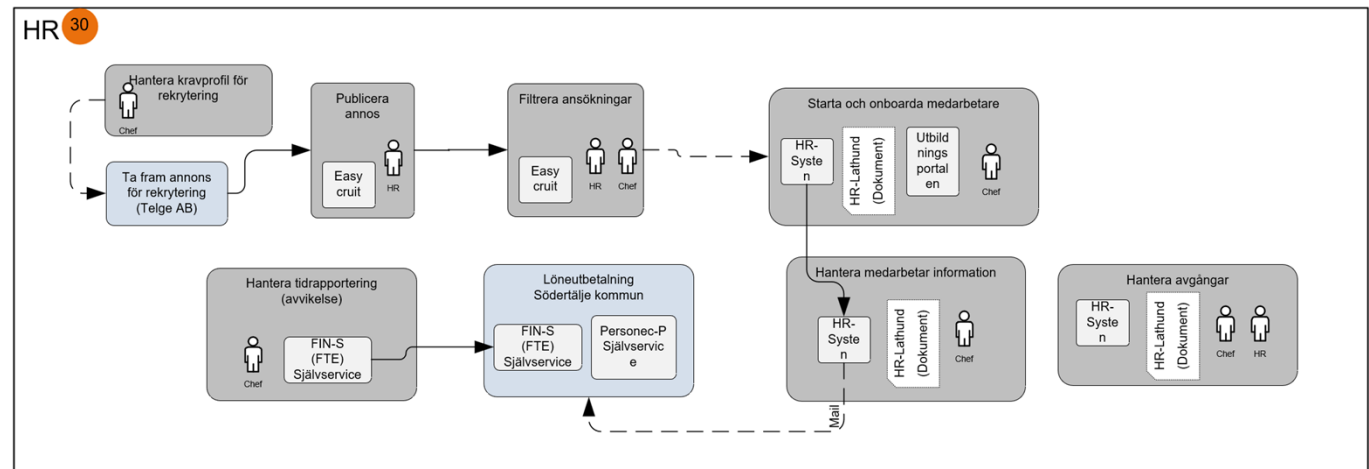 HR 30
Hantera kravprofil för
rekrytering
Chef
Ta fram annons
för rekrytering
(Telge AB)
Publicera
annos
Easy
cruit
HR
Filtrera ansökningar
Easy
cruit
HR
Chef
Starta och onboarda medarbetare
HR-
Syste
n
HR-Lathund
(Dokument)
Utbild
nings
portal
en
Chef
Hantera tidrapportering
(avvikelse)
Chef
FIN-S
(FTE)
Självservice
Löneutbetalning
Södertälje kommun
FIN-S
(FTE)
Självservice
Personec-P
Självservic
e
Hantera medarbetar information
HR-
Syste
n
HR-Lathund
(Dokument)
Chef
Mail
Hantera avgångar
HR-
Syste
n
HR-Lathund
(Dokument)
Chef
HR